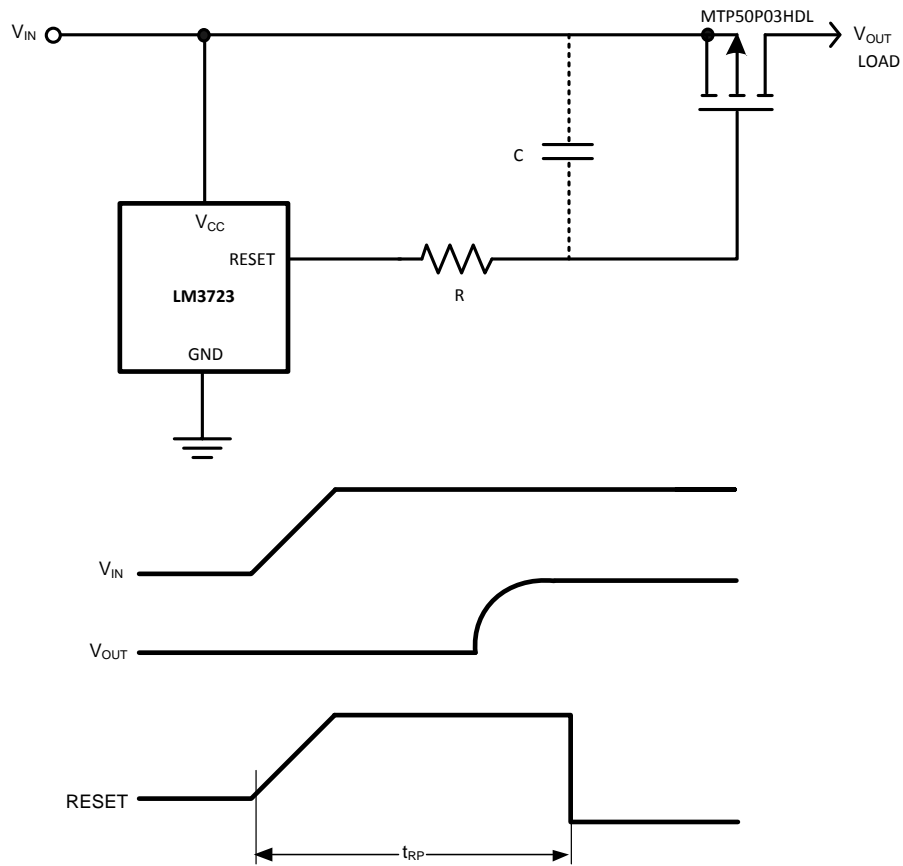 MTP50P03HDL
VIN
VOUT
LOAD
C
VCC
RESET
R
LM3723
GND
VIN
VOUT
RESET
tRP